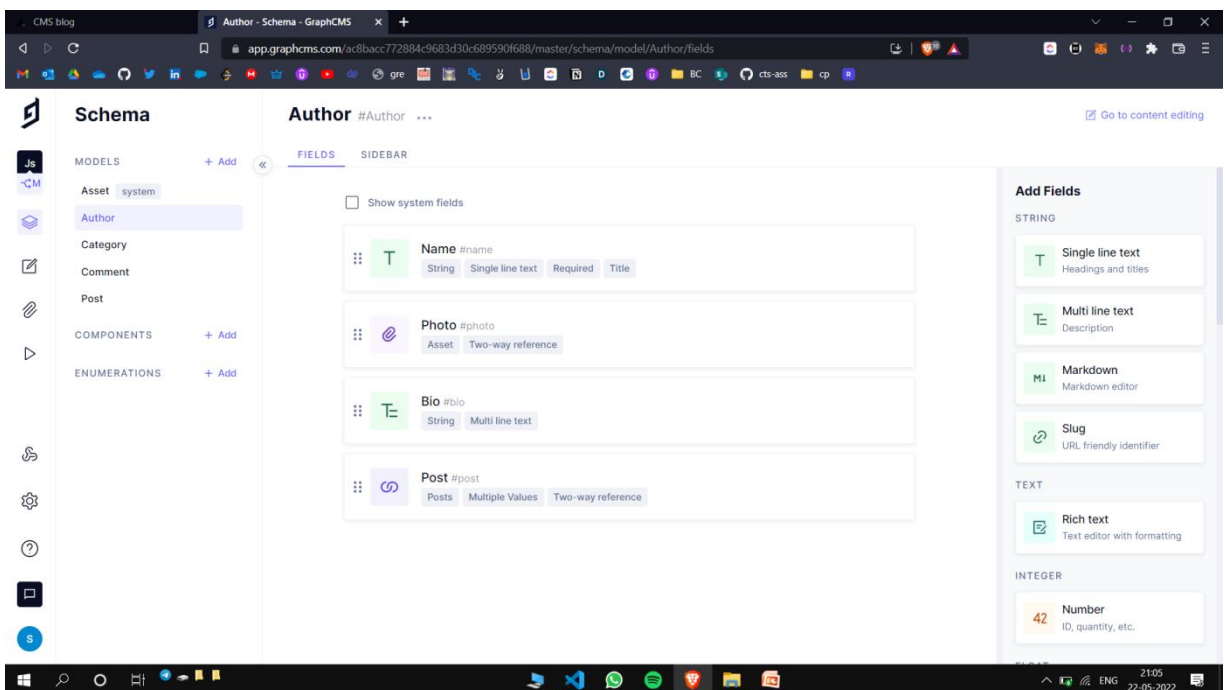 CMS blog
Author - Schema - GraphCMS
app.graphcms.com/ac8bacc772884c9683d30c689590f688/master/schema/model/Author/fields
gre
BC
cts-ass
cp
Schema
Author #Author
Go to content editing
Js
MODELS
+ Add
FIELDS
SIDEBAR
Asset system
Author
Category
Comment
Post
COMPONENTS
+ Add
ENUMERATIONS
+ Add
Show system fields
Name #name
String Single line text Required Title
Photo #photo
Asset Two-way reference
Bio #bio
String Multi line text
Post #post
Posts Multiple Values Two-way reference
Add Fields
STRING
Single line text
Headings and titles
Multi line text
Description
Markdown
Markdown editor
Slug
URL friendly identifier
TEXT
Rich text
Text editor with formatting
INTEGER
42
Number
ID, quantity, etc.
S
ENG
21:05
22-05-2022